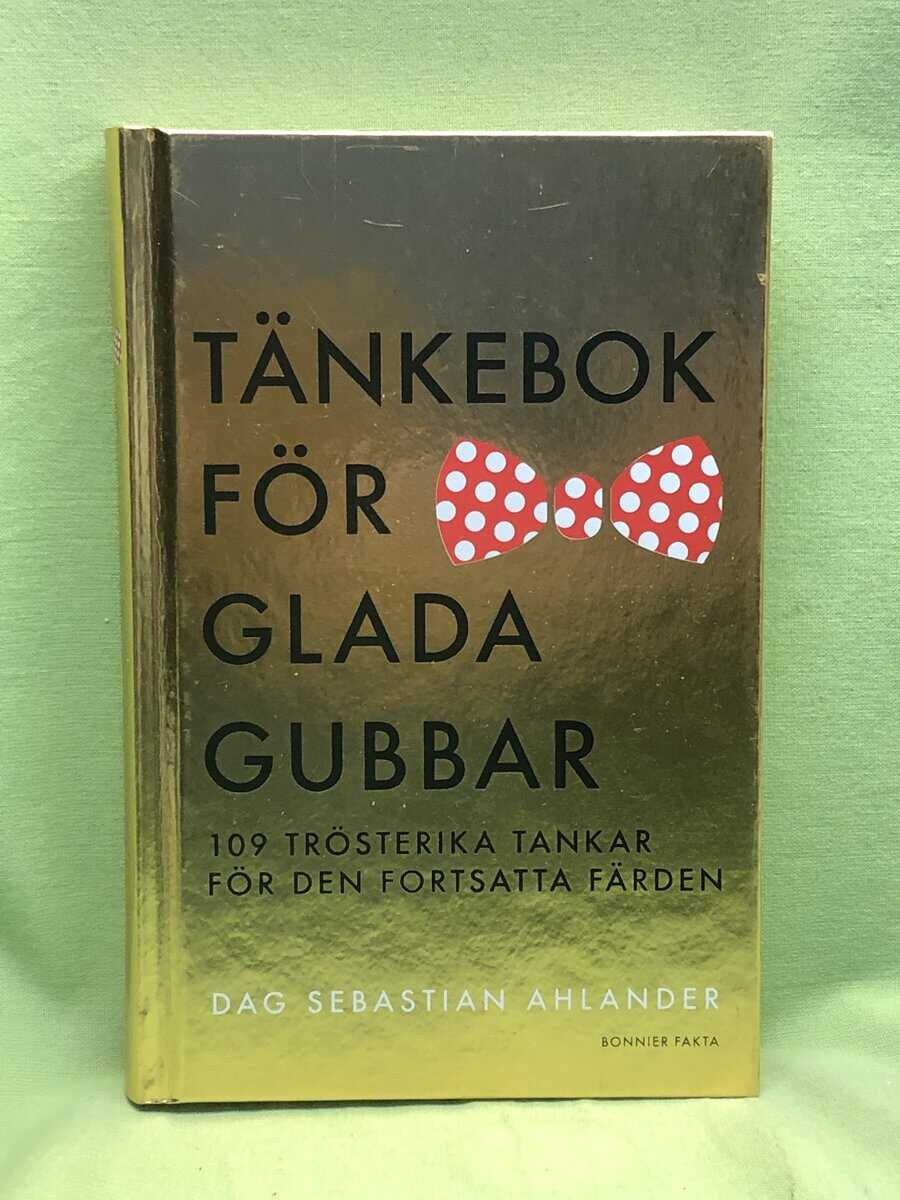 TÄNKEBOK
FÖR
GLADA
GUBBAR
109 TRÖSTERIKA TANKAR
FÖR DEN FORTSATTA FÄRDEN
DAG SEBASTIAN AHLANDER
BONNIER FAKTA